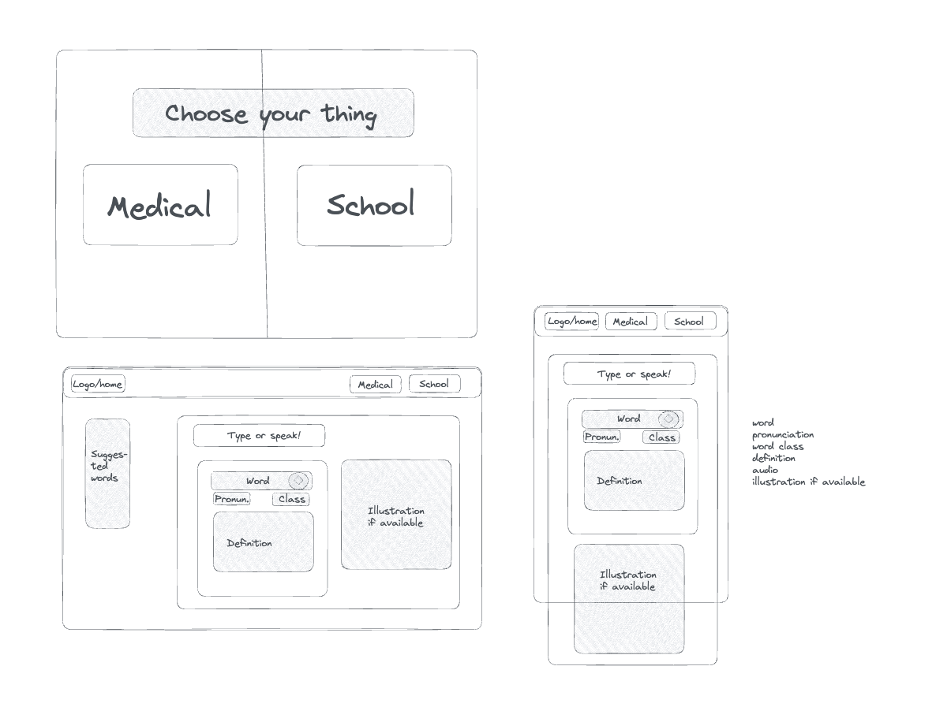 Choose your thing
Medical
School
Logo/home
Medical
School
Sugges-
ted
words
Type or speak!
Word
Pronun.
Class
Definition
Illustration
if available
Logo/home
Medical
School
Type or speak!
Word
Pronun.
Class
Definition
Illustration
if available
word
pronunciation
word class
definition
audio
illustration if available